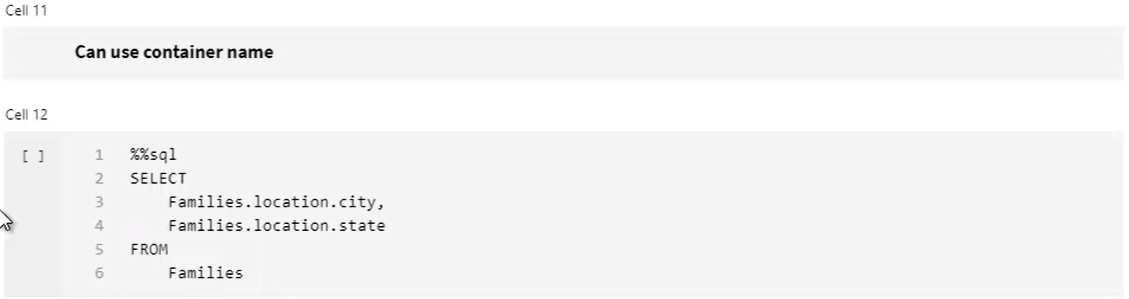 Cell 11
Can use container name
Cell 12
[ ] 1 %%sql
2 SELECT
3 Families.location.city,
4 Families.location.state
5 FROM
6 Families